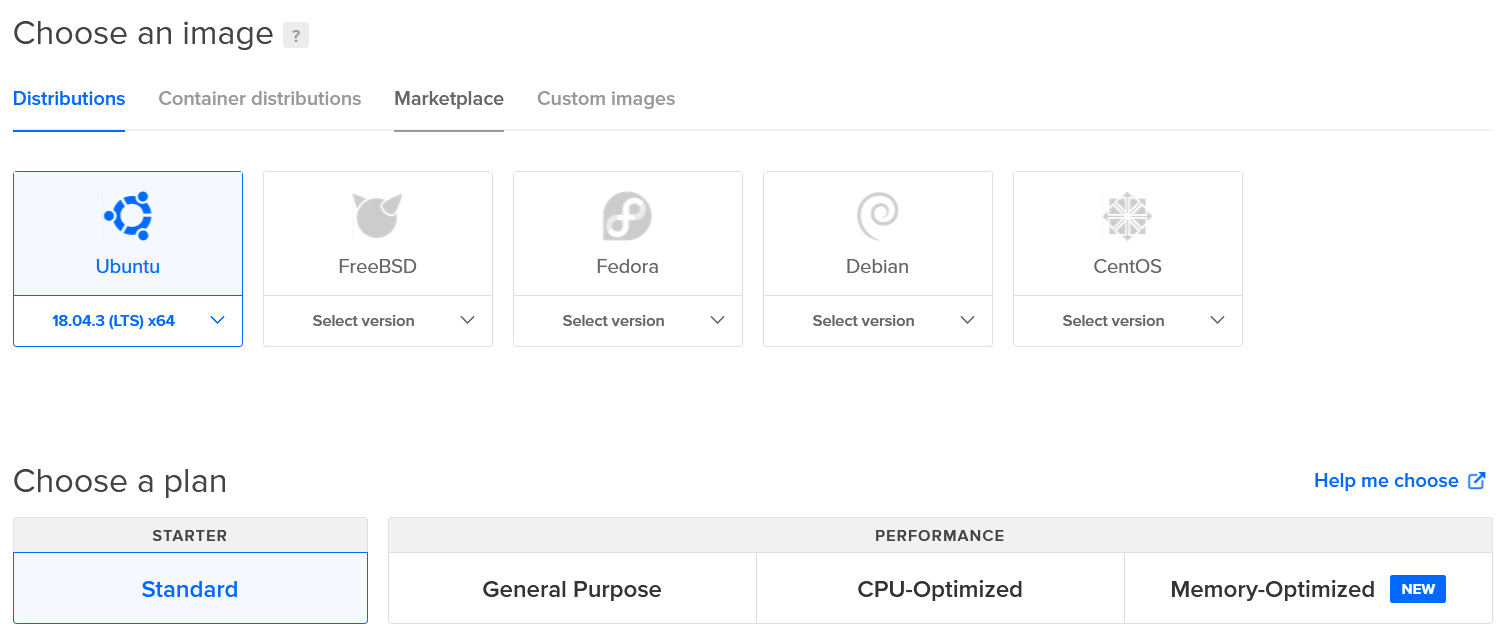 Choose an image ?
Distributions Container distributions Marketplace Custom images
Ubuntu FreeBSD Fedora Debian CentOS
18.04.3 (LTS) x64 Select version Select version Select version Select version
Choose a plan Help me choose
STARTER PERFORMANCE
Standard General Purpose CPU-Optimized Memory-Optimized NEW